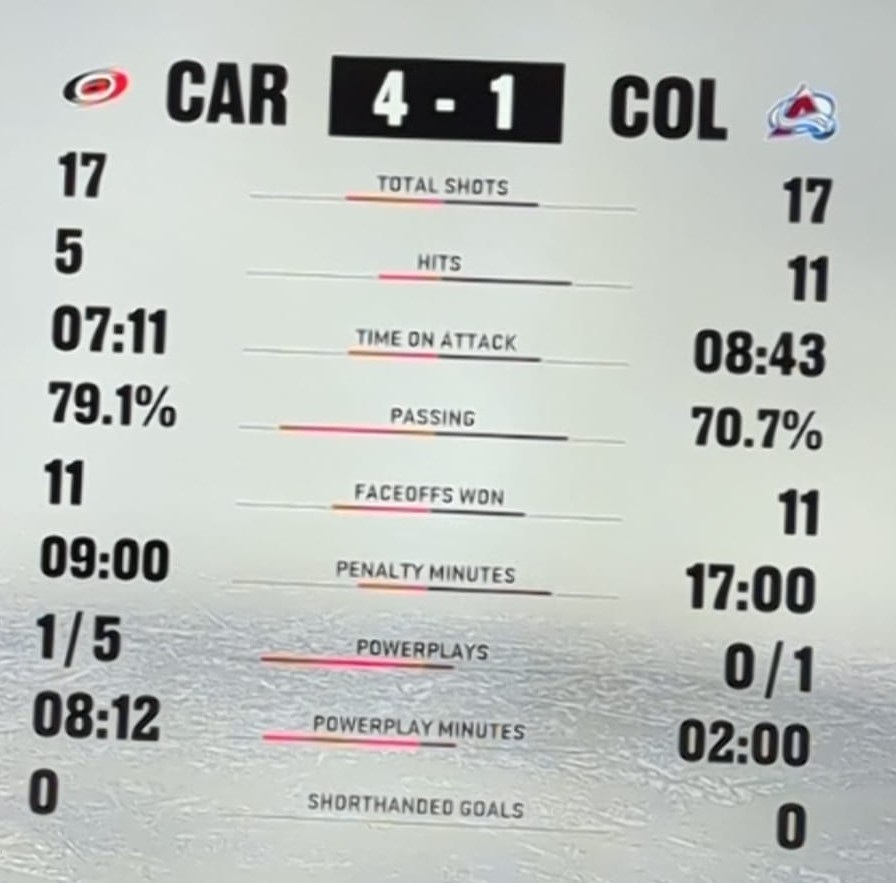 CAR 4 - 1 COL
17 TOTAL SHOTS 17
5 HITS 11
07:11 TIME ON ATTACK 08:43
79.1% PASSING 70.7%
11 FACEOFFS WON 11
09:00 PENALTY MINUTES 17:00
1/5 POWERPLAYS 0/1
08:12 POWERPLAY MINUTES 02:00
0 SHORTHANDED GOALS 0